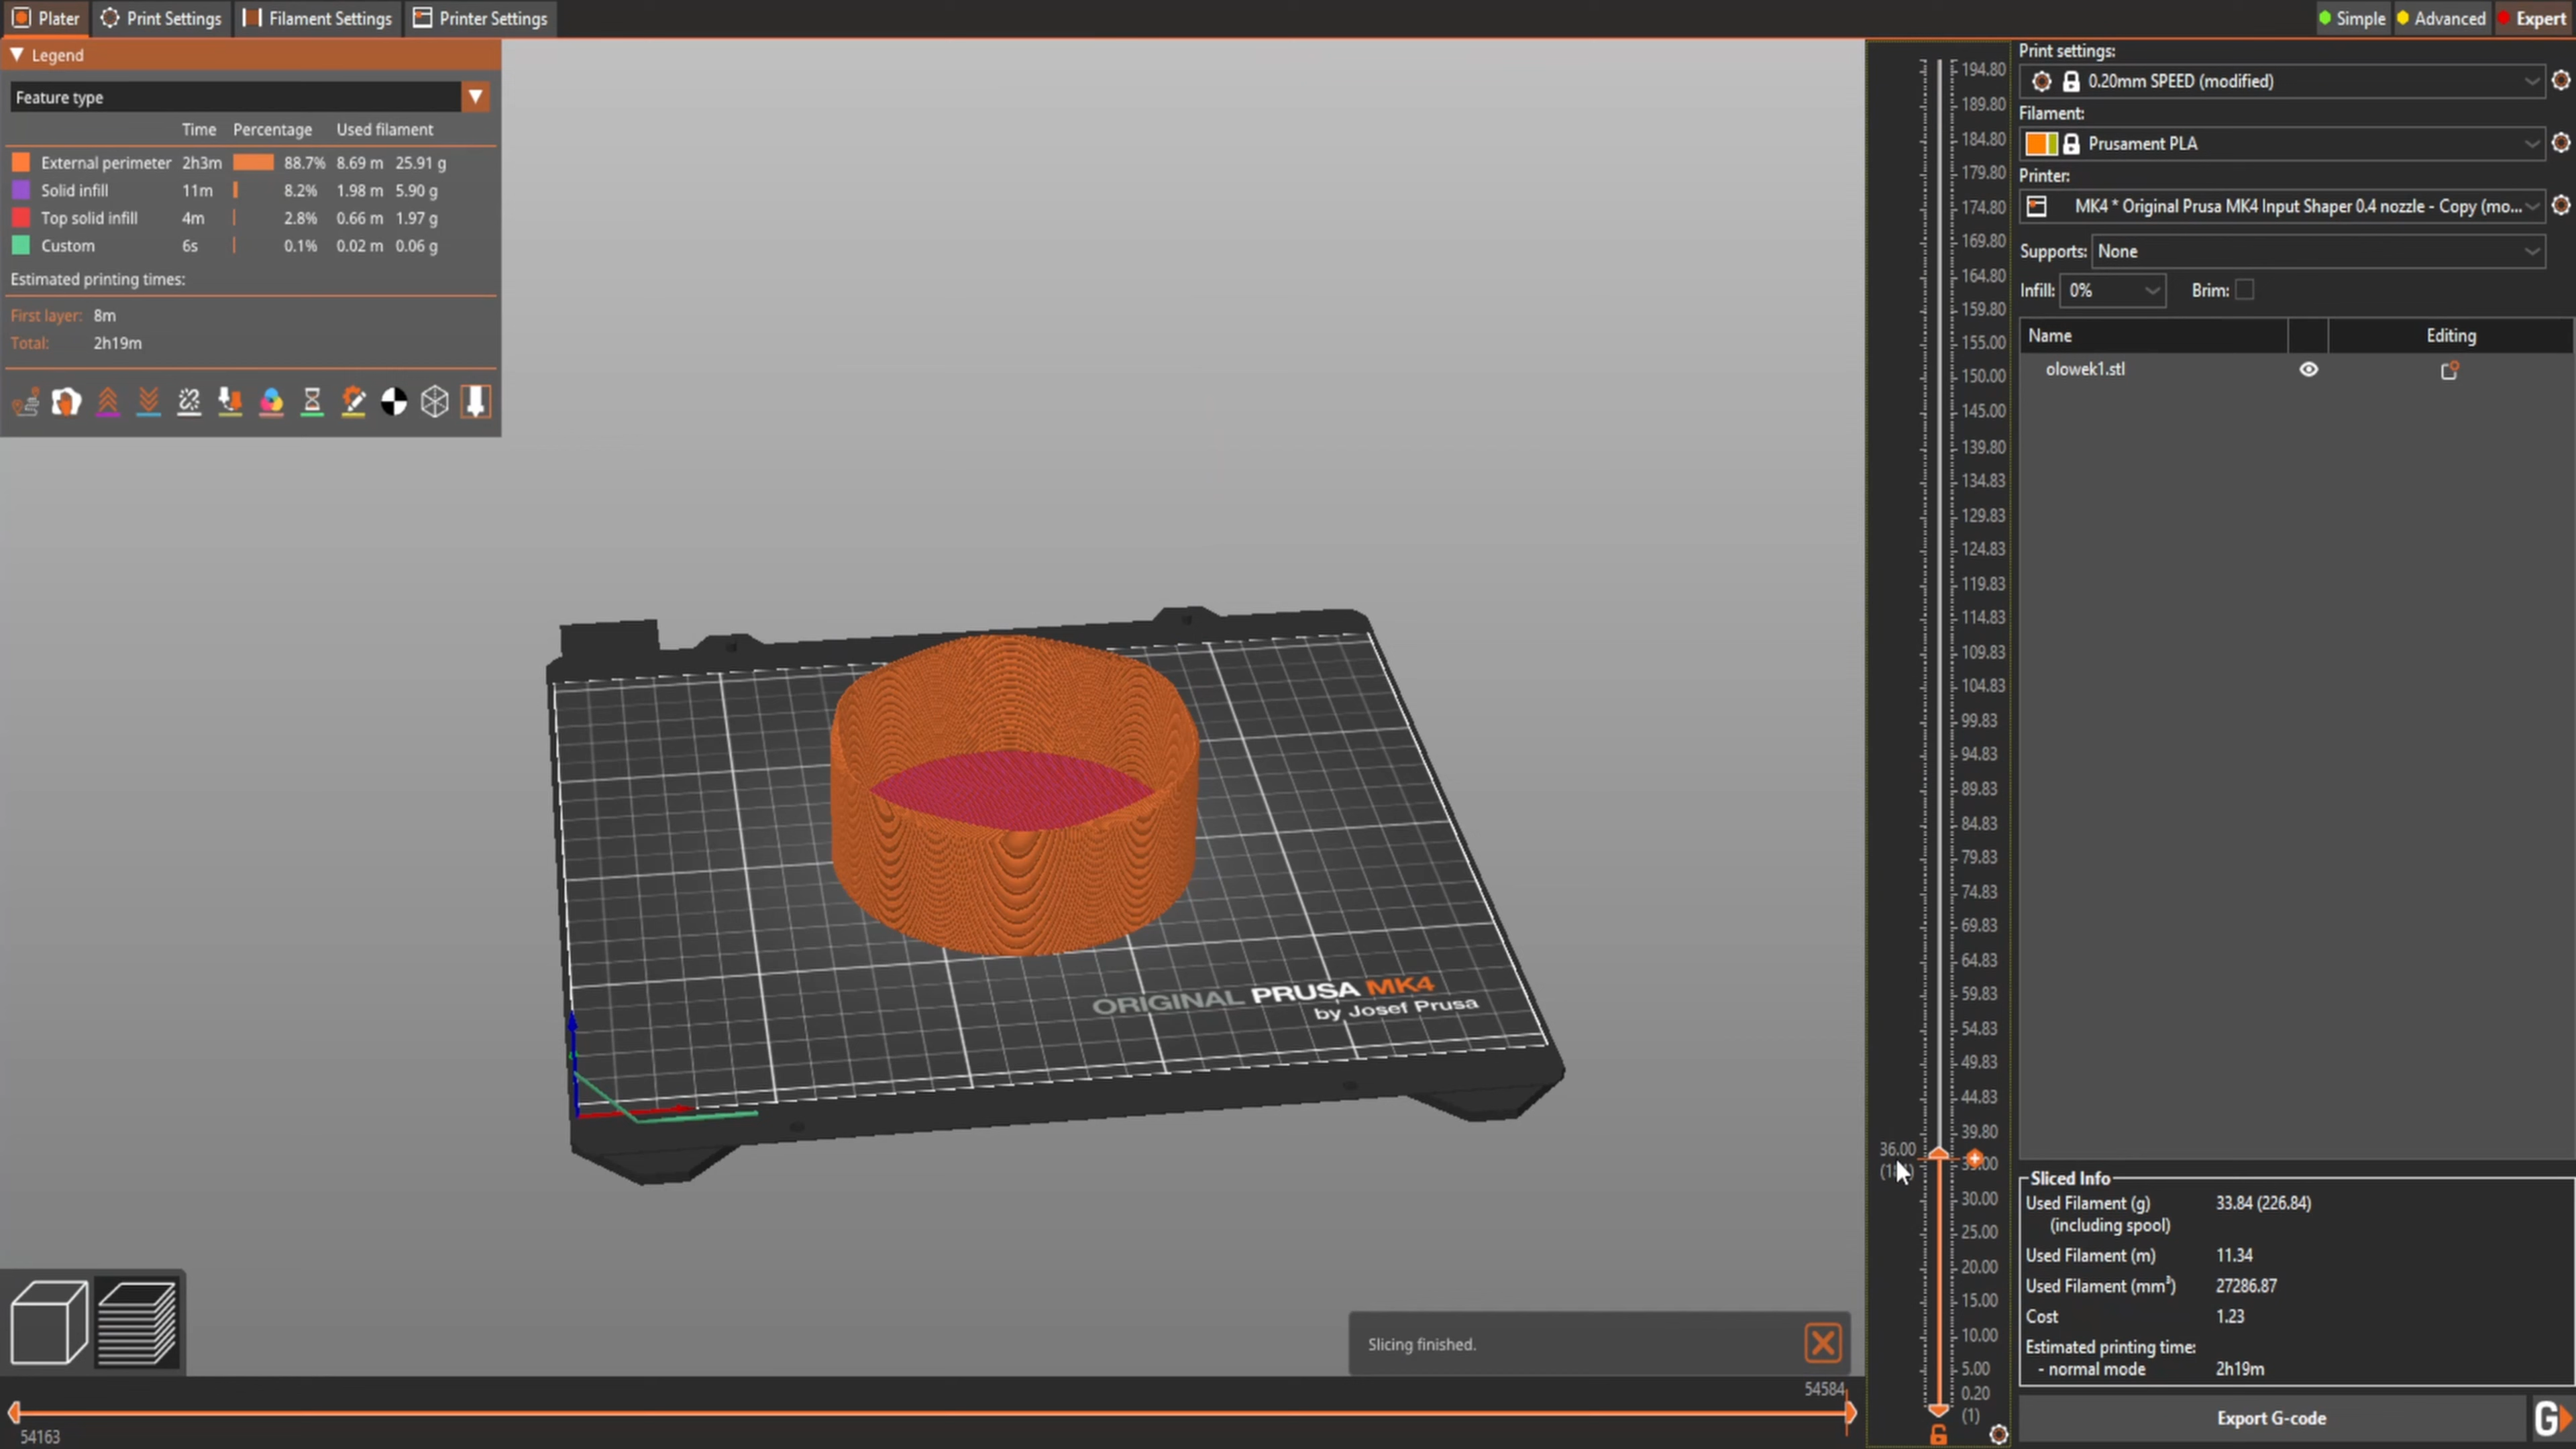 Plater Print Settings Filament Settings Printer Settings Simple Advanced Expert
Legend
Feature type
Time Percentage Used filament
External perimeter 2h3m 88.7% 8.69 m 25.91 g
Solid infill 11m 8.2% 1.98 m 5.90 g
Top solid infill 4m 2.8% 0.66 m 1.97 g
Custom 6s 0.1% 0.02 m 0.06 g
Estimated printing times:
First layer: 8m
Total: 2h19m
ORIGINAL PRUSA MK4
by Josef Prusa
Slicing finished.
54584
54163
194.80
189.80
184.80
179.80
174.80
169.80
164.80
159.80
155.00
150.00
145.00
139.80
134.83
129.83
124.83
119.83
114.83
109.83
104.83
99.83
94.83
89.83
84.83
79.83
74.83
69.83
64.83
59.83
54.83
49.83
44.83
39.80
36.00
30.00
25.00
20.00
15.00
10.00
5.00
0.20
(1)
Print settings:
0.20mm SPEED (modified)
Filament:
Prusament PLA
Printer:
MK4 * Original Prusa MK4 Input Shaper 0.4 nozzle - Copy (mo...
Supports: None
Infill: 0% Brim:
Name Editing
olowek1.stl
Sliced Info
Used Filament (g) 33.84 (226.84)
(including spool)
Used Filament (m) 11.34
Used Filament (mm³) 27286.87
Cost 1.23
Estimated printing time:
- normal mode 2h19m
Export G-code G